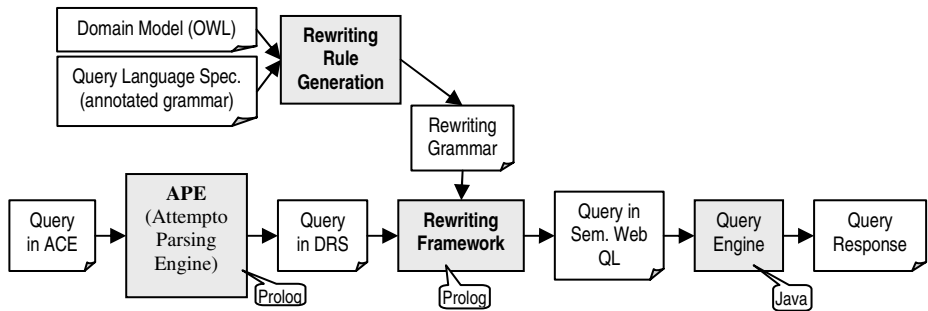 Domain Model (OWL)
Query Language Spec.
(annotated grammar)
Rewriting
Rule
Generation
Rewriting
Grammar
Query
in ACE
APE
(Attempto
Parsing
Engine)
Prolog
Query
in DRS
Rewriting
Framework
Prolog
Query in
Sem. Web
QL
Query
Engine
Java
Query
Response